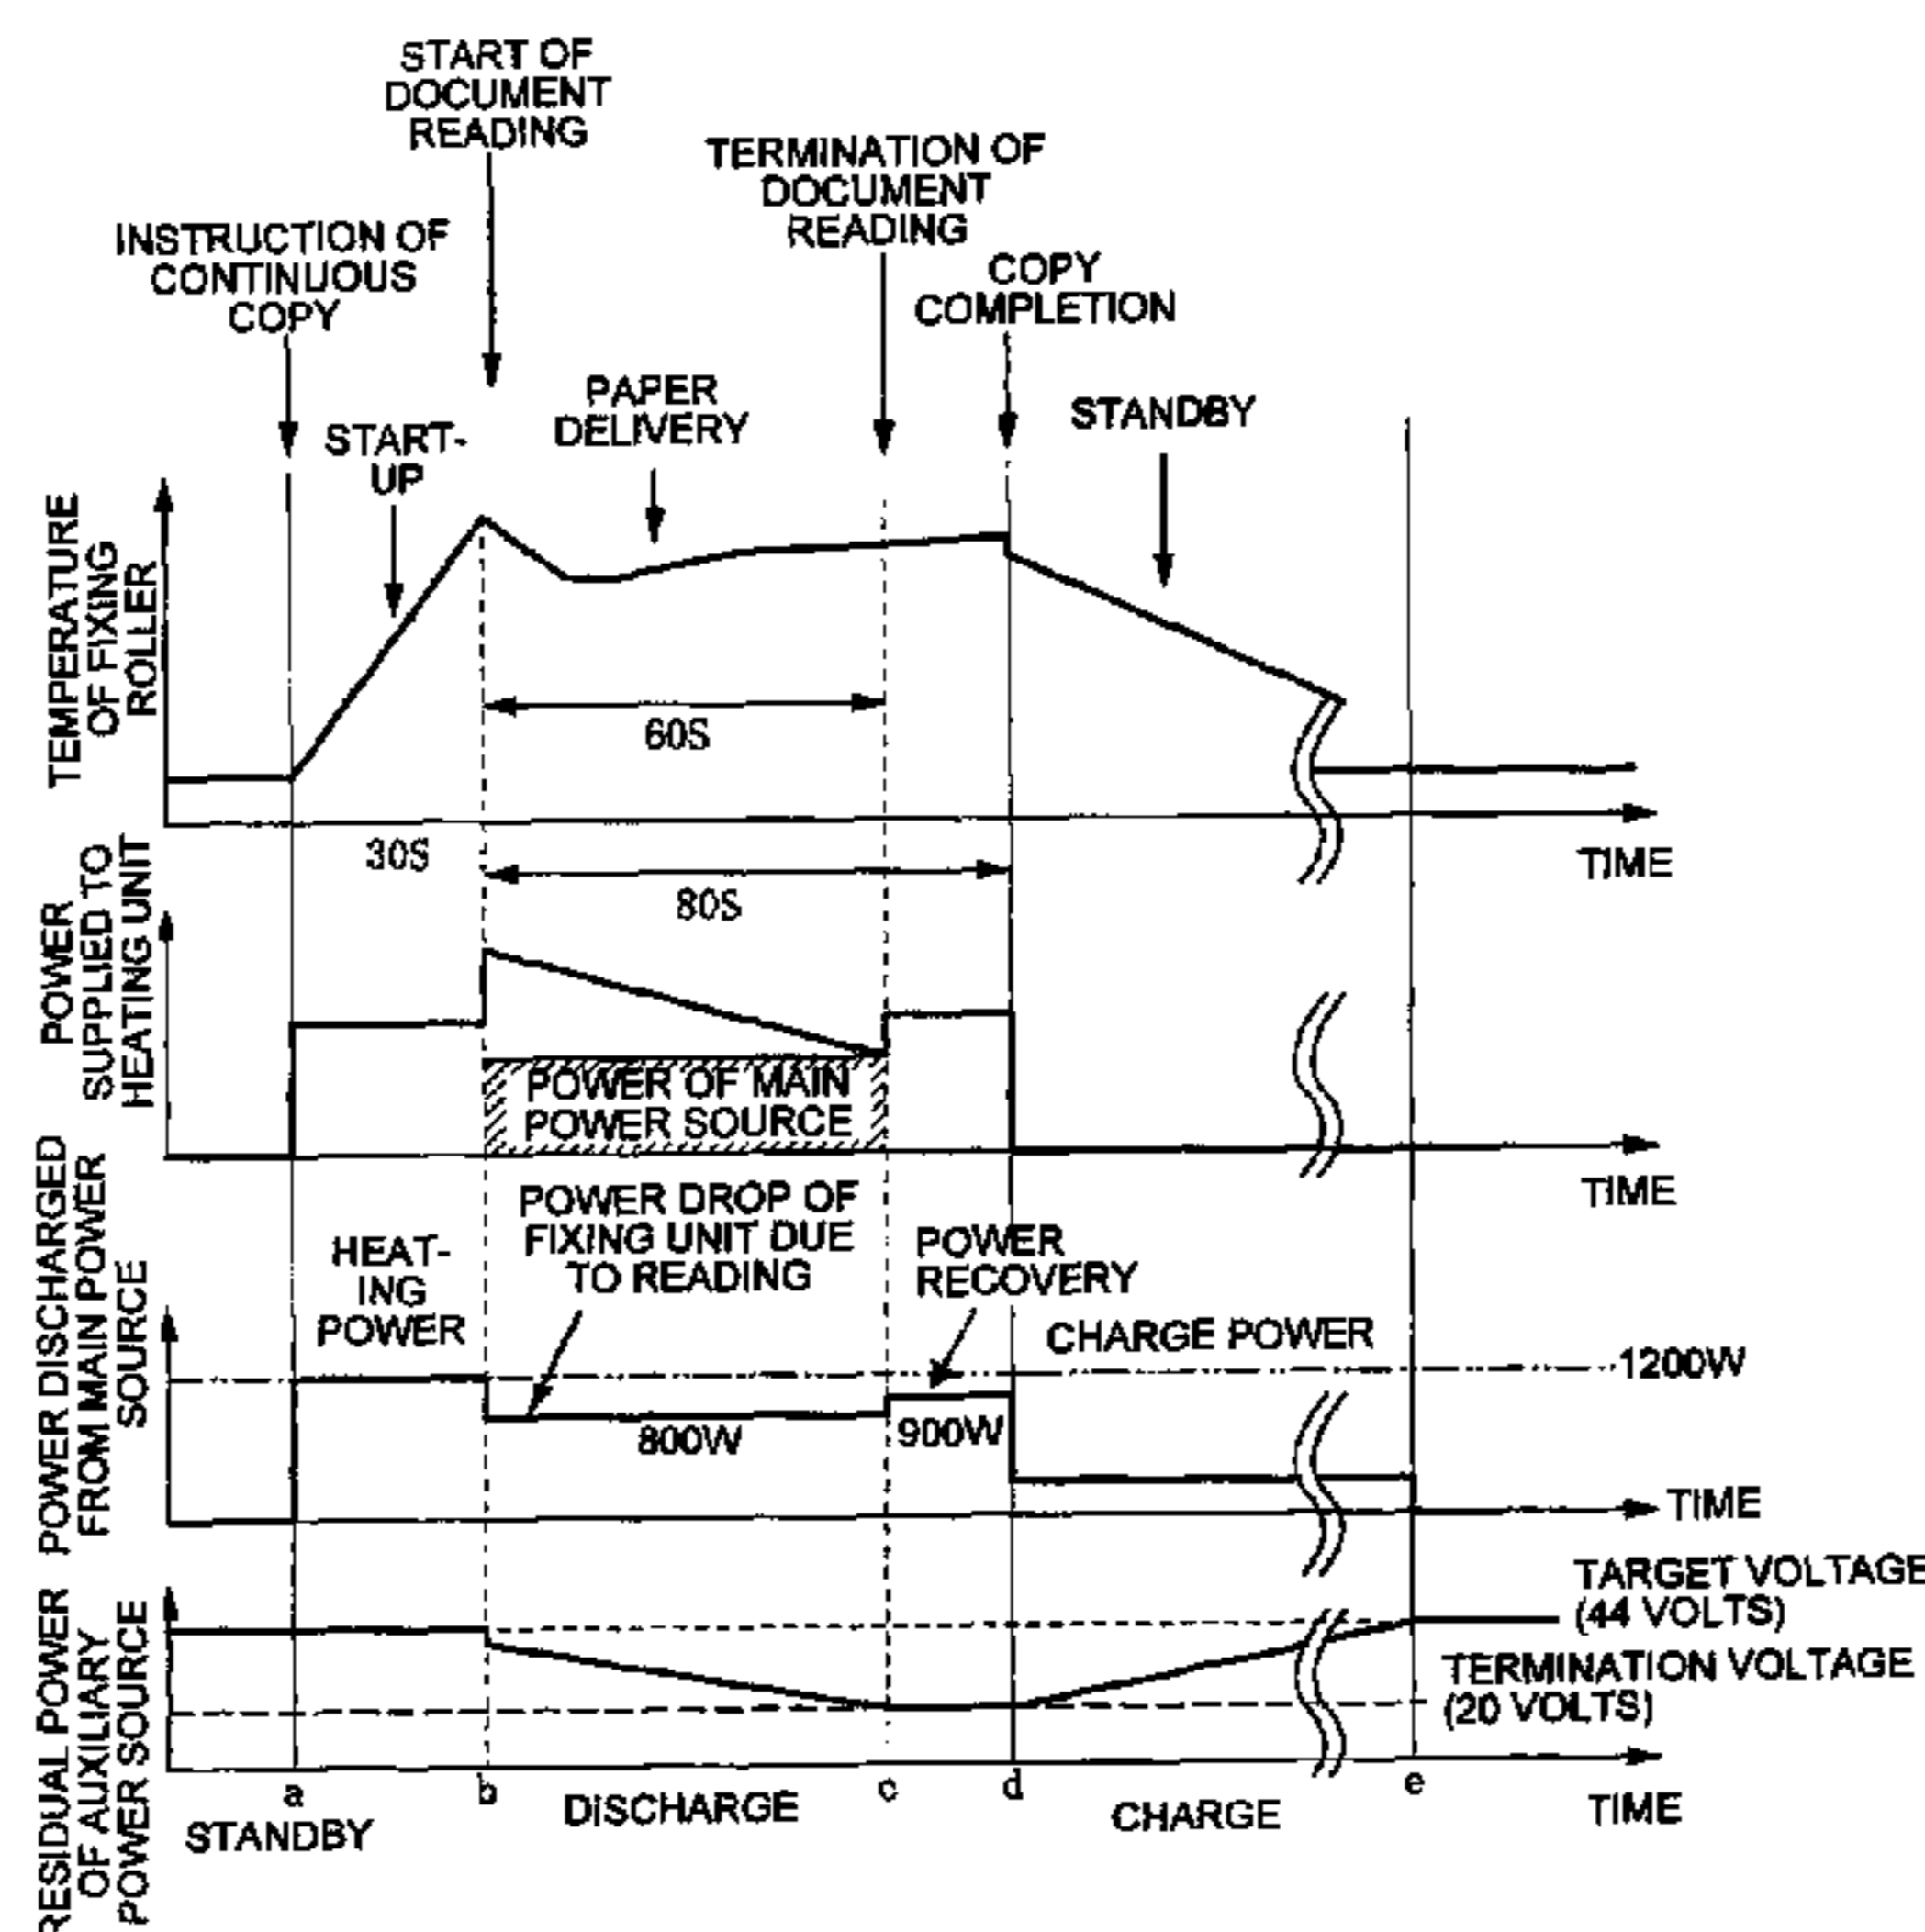 START OF
DOCUMENT
READING
TERMINATION OF
DOCUMENT
READING
INSTRUCTION OF
CONTINUOUS
COPY
COPY
COMPLETION
START-
UP
PAPER
DELIVERY
STANDBY
TEMPERATURE
OF FIXING
ROLLER
60S
30S
TIME
80S
POWER
SUPPLIED TO
HEATING UNIT
POWER OF MAIN
POWER SOURCE
TIME
POWER DISCHARGED
FROM MAIN POWER
SOURCE
HEAT-
ING
POWER
POWER DROP OF
FIXING UNIT DUE
TO READING
POWER
RECOVERY
CHARGE POWER
1200W
800W
900W
TIME
RESIDUAL POWER
OF AUXILIARY
POWER SOURCE
TARGET VOLTAGE
(44 VOLTS)
TERMINATION VOLTAGE
(20 VOLTS)
a
b
c
d
e
STANDBY
DISCHARGE
CHARGE
TIME